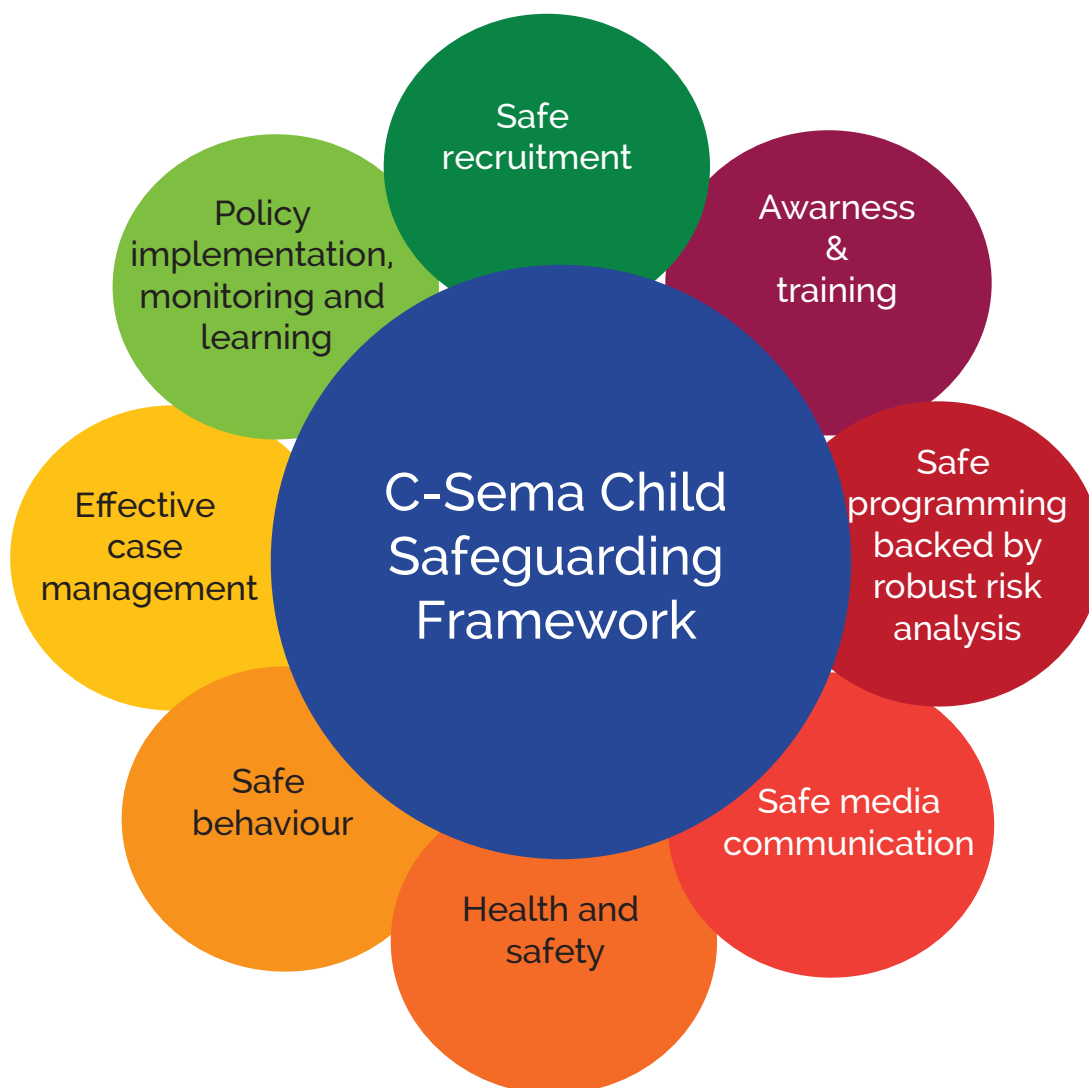 Safe
recruitment
Awarness
&
training
Safe
programming
backed by
robust risk
analysis
Safe media
communication
Health and
safety
Safe
behaviour
Effective
case
management
Policy
implementation,
monitoring and
learning
C-Sema Child
Safeguarding
Framework